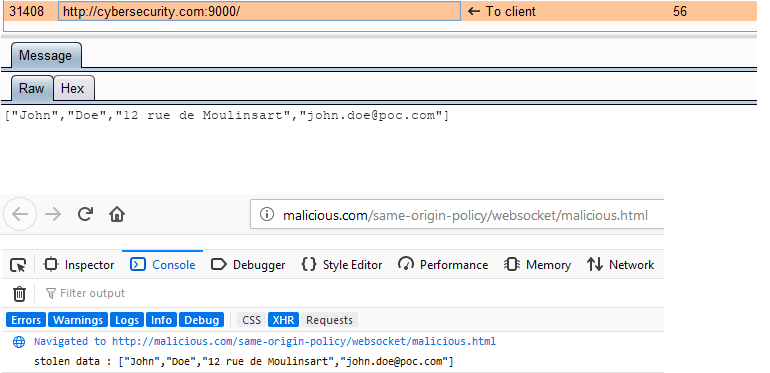 31408 http://cybersecurity.com:9000/ ← To client 56
Message
Raw Hex
["John","Doe","12 rue de Moulinsart","john.doe@poc.com"]
malicious.com/same-origin-policy/websocket/malicious.html
Inspector Console Debugger {} Style Editor Performance Memory Network
Filter output
Errors Warnings Logs Info Debug CSS XHR Requests
Navigated to http://malicious.com/same-origin-policy/websocket/malicious.html
stolen data : ["John","Doe","12 rue de Moulinsart","john.doe@poc.com"]